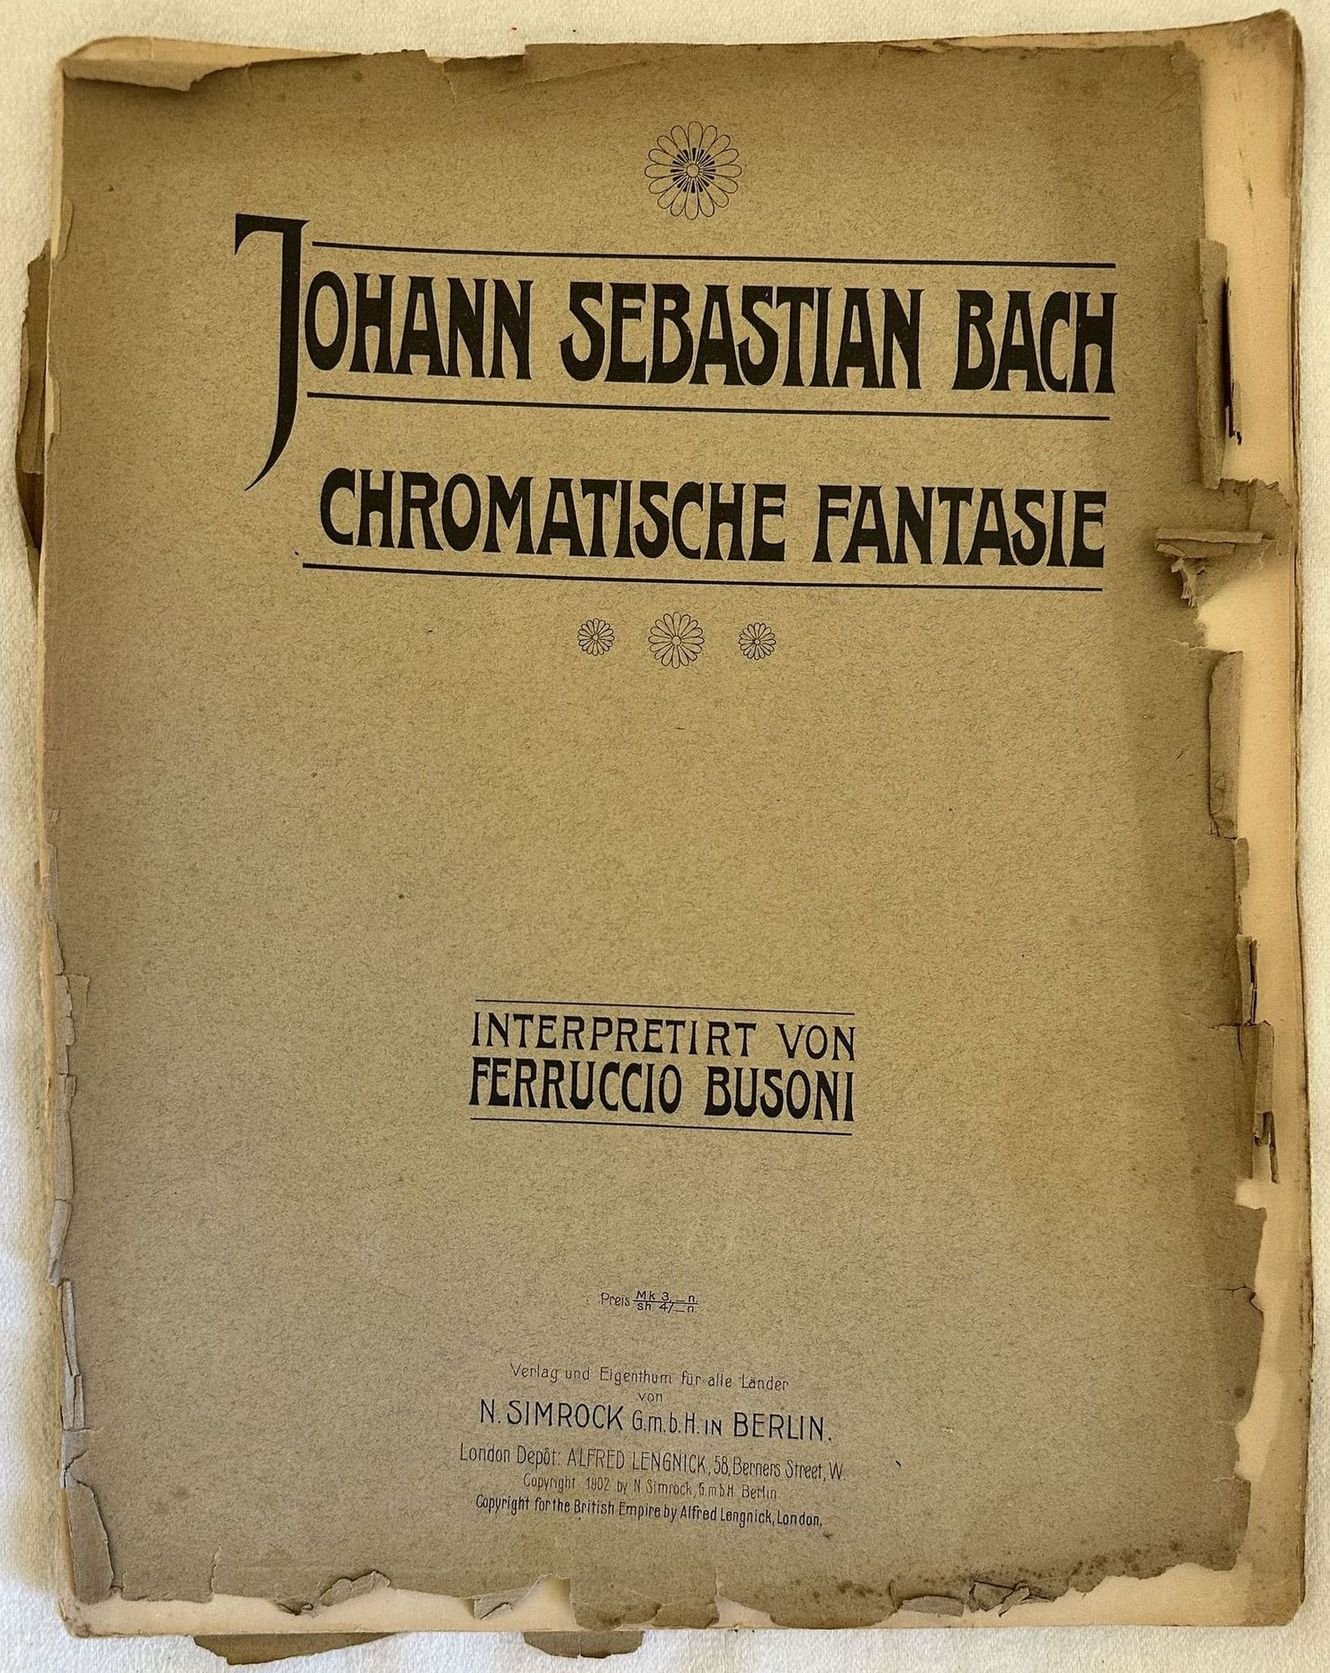 JOHANN SEBASTIAN BACH
CHROMATISCHE FANTASIE
INTERPRETIRT VON
FERRUCCIO BUSONI
Preis Mk 3,— n.
sh 4/— n.
Verlag und Eigenthum für alle Länder
von
N. SIMROCK G.m.b.H. IN BERLIN.
London Depôt: ALFRED LENGNICK, 58, Berners Street, W.
Copyright 1902 by N. Simrock, G.m.b.H. Berlin
Copyright for the British Empire by Alfred Lengnick, London.